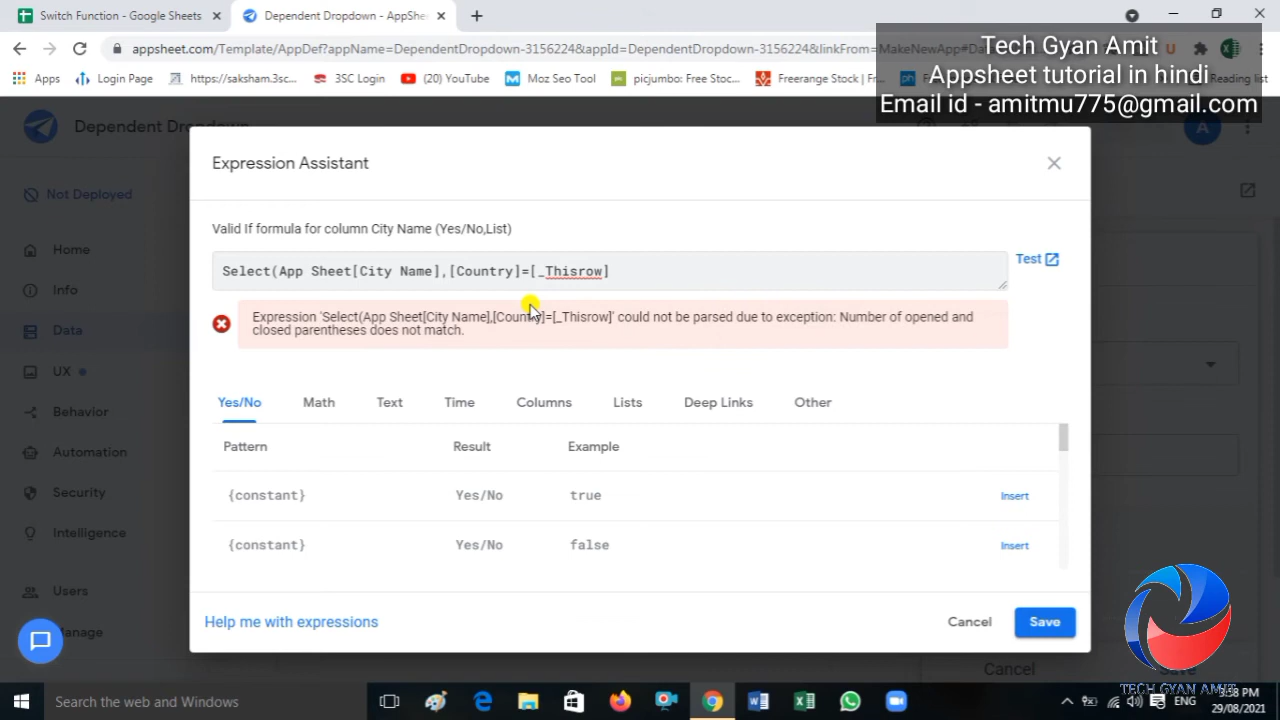 Switch Function - Google Sheets
Dependent Dropdown - AppShe
appsheet.com/Template/AppDef?appName=DependentDropdown-3156224&appId=DependentDropdown-3156224&linkFrom=MakeNewApp#Da
Apps
Login Page
https://saksham.3sc...
3SC Login
(20) YouTube
Moz Seo Tool
picjumbo: Free Stoc...
Freerange Stock | Fr...
ph
Reading list
Tech Gyan Amit
Appsheet tutorial in hindi
Email id - amitmu775@gmail.com
Dependent Dropdown
A
Not Deployed
Home
Info
Data
UX
Behavior
Automation
Security
Intelligence
Users
Manage
Expression Assistant
Valid If formula for column City Name (Yes/No,List)
Select(App Sheet[City Name],[Country]=[_Thisrow]
Test
Expression 'Select(App Sheet[City Name],[Country]=[_Thisrow]' could not be parsed due to exception: Number of opened and
closed parentheses does not match.
Yes/No Math Text Time Columns Lists Deep Links Other
Pattern Result Example
{constant} Yes/No true Insert
{constant} Yes/No false Insert
Help me with expressions
Cancel
Save
Cancel
Save
TECH GYAN AMIT
Search the web and Windows
ENG
3:38 PM
29/08/2021